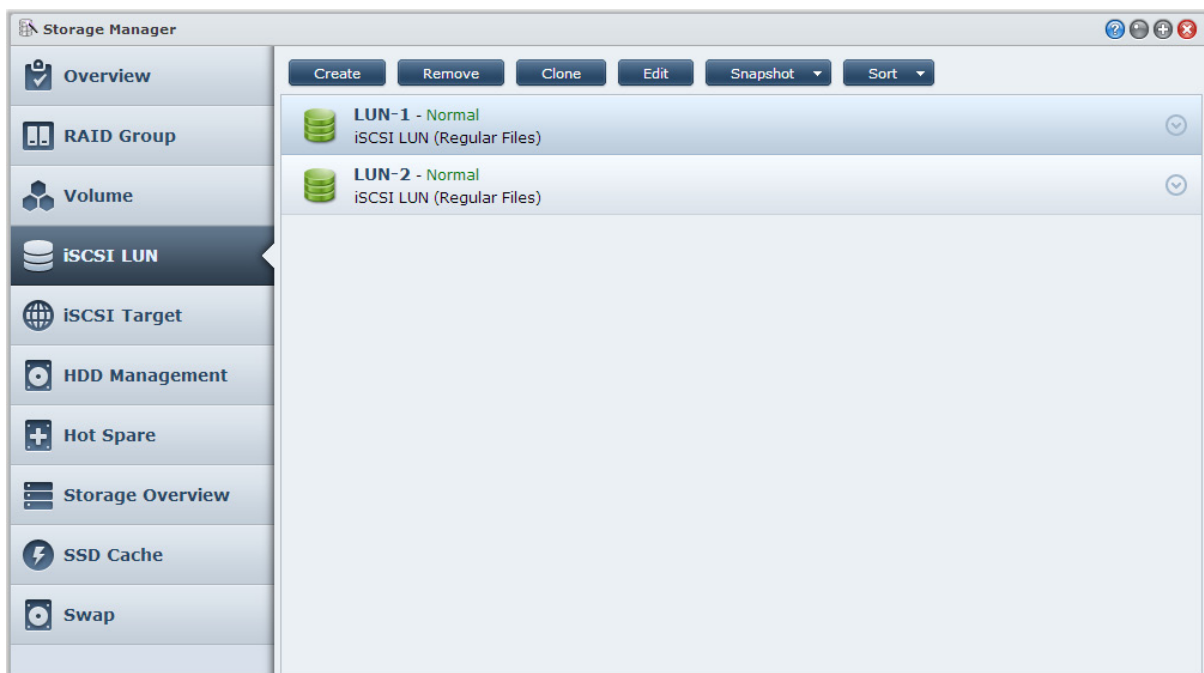 Storage Manager
Overview
RAID Group
Volume
iSCSI LUN
iSCSI Target
HDD Management
Hot Spare
Storage Overview
SSD Cache
Swap
Create Remove Clone Edit Snapshot Sort
LUN-1 - Normal
iSCSI LUN (Regular Files)
LUN-2 - Normal
iSCSI LUN (Regular Files)